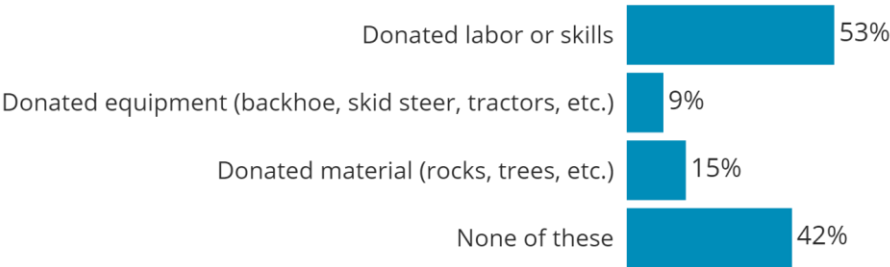 Donated labor or skills 53%
Donated equipment (backhoe, skid steer, tractors, etc.) 9%
Donated material (rocks, trees, etc.) 15%
None of these 42%